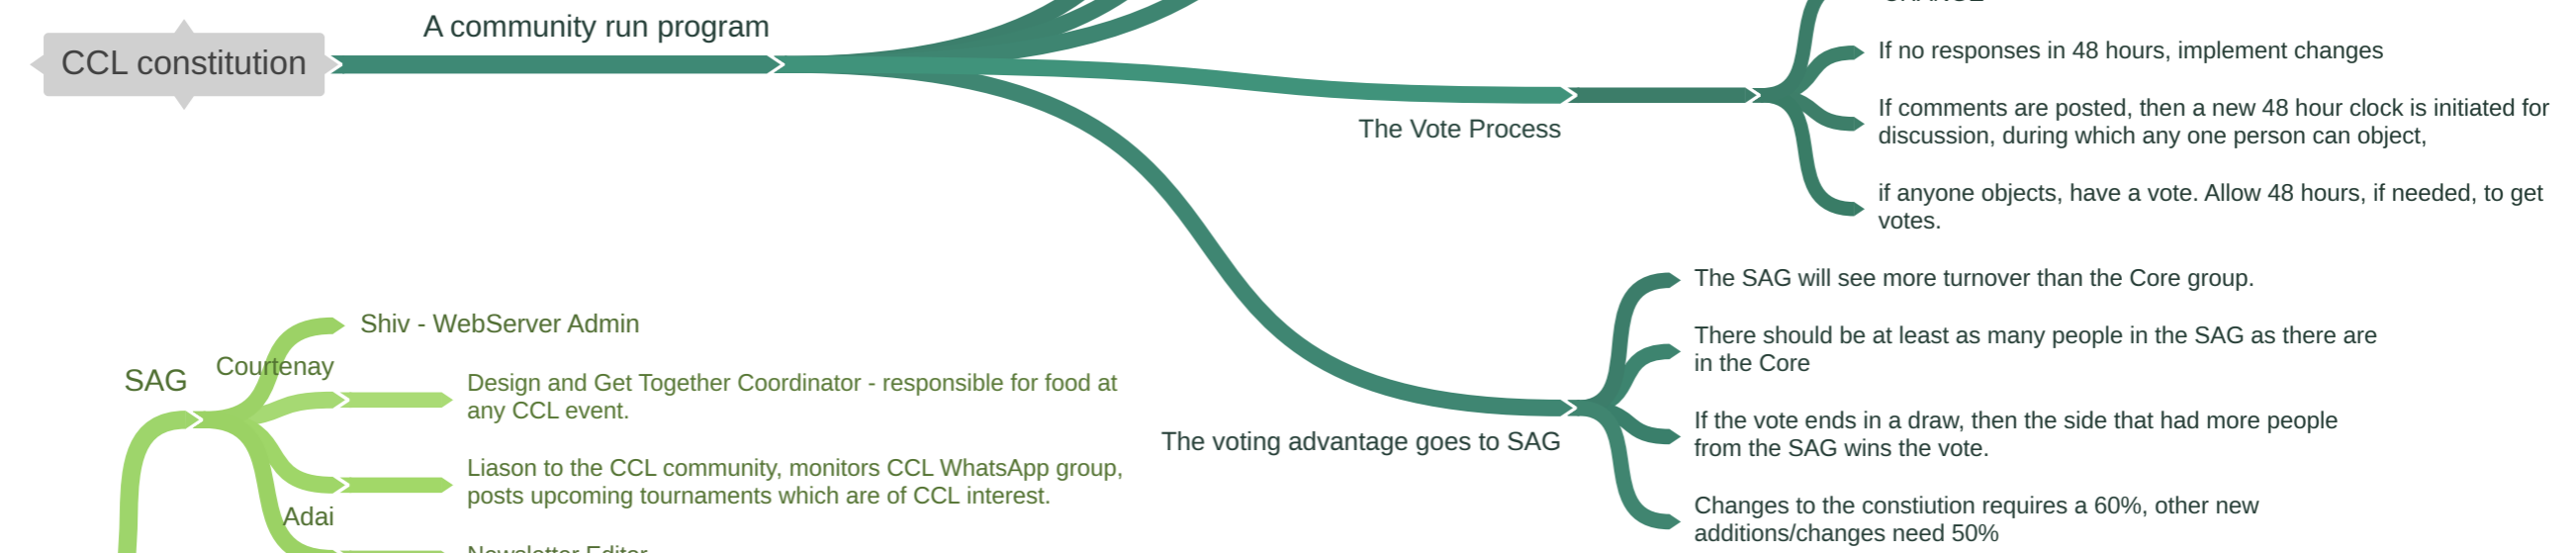 CHANGE
A community run program
CCL constitution
If no responses in 48 hours, implement changes
If comments are posted, then a new 48 hour clock is initiated for
discussion, during which any one person can object,
The Vote Process
if anyone objects, have a vote. Allow 48 hours, if needed, to get
votes.
The SAG will see more turnover than the Core group.
There should be at least as many people in the SAG as there are
in the Core
The voting advantage goes to SAG
If the vote ends in a draw, then the side that had more people
from the SAG wins the vote.
Changes to the constiution requires a 60%, other new
additions/changes need 50%
SAG
Shiv - WebServer Admin
Courtenay
Design and Get Together Coordinator - responsible for food at
any CCL event.
Liason to the CCL community, monitors CCL WhatsApp group,
posts upcoming tournaments which are of CCL interest.
Adai
Newsletter Editor